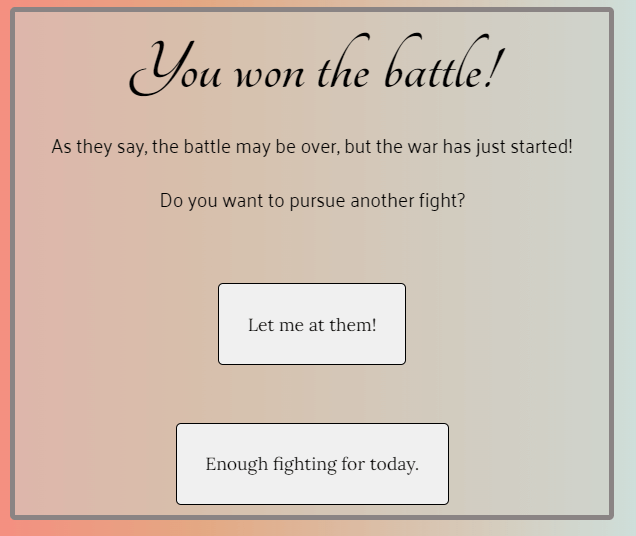 You won the battle!
As they say, the battle may be over, but the war has just started!
Do you want to pursue another fight?
Let me at them!
Enough fighting for today.